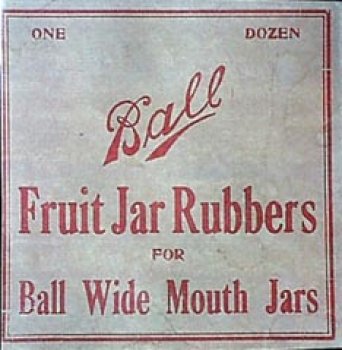 ONE DOZEN
Ball
Fruit Jar Rubbers
FOR
Ball Wide Mouth Jars